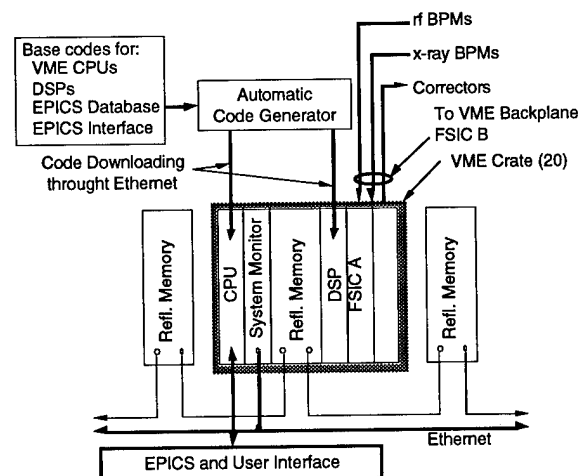 rf BPMs
x-ray BPMs
Correctors
To VME Backplane
FSIC B
VME Crate (20)
Base codes for:
VME CPUs
DSPs
EPICS Database
EPICS Interface
Automatic
Code Generator
Code Downloading
throught Ethernet
Refl. Memory
CPU
System Monitor
Refl. Memory
DSP
FSIC A
Refl. Memory
Ethernet
EPICS and User Interface